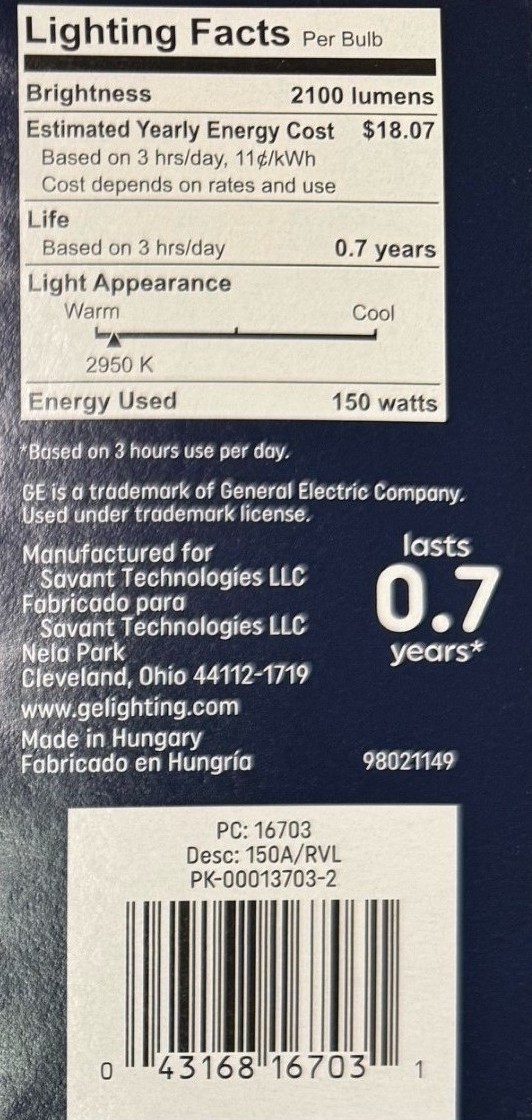 Lighting Facts Per Bulb
Brightness 2100 lumens
Estimated Yearly Energy Cost $18.07
Based on 3 hrs/day, 11¢/kWh
Cost depends on rates and use
Life
Based on 3 hrs/day 0.7 years
Light Appearance
Warm Cool
2950 K
Energy Used 150 watts
*Based on 3 hours use per day.
GE is a trademark of General Electric Company.
Used under trademark license.
Manufactured for
Savant Technologies LLC
Fabricado para
Savant Technologies LLC
Nela Park
Cleveland, Ohio 44112-1719
www.gelighting.com
Made in Hungary
Fabricado en Hungría
lasts
0.7
years*
98021149
PC: 16703
Desc: 150A/RVL
PK-00013703-2
0 43168 16703 1